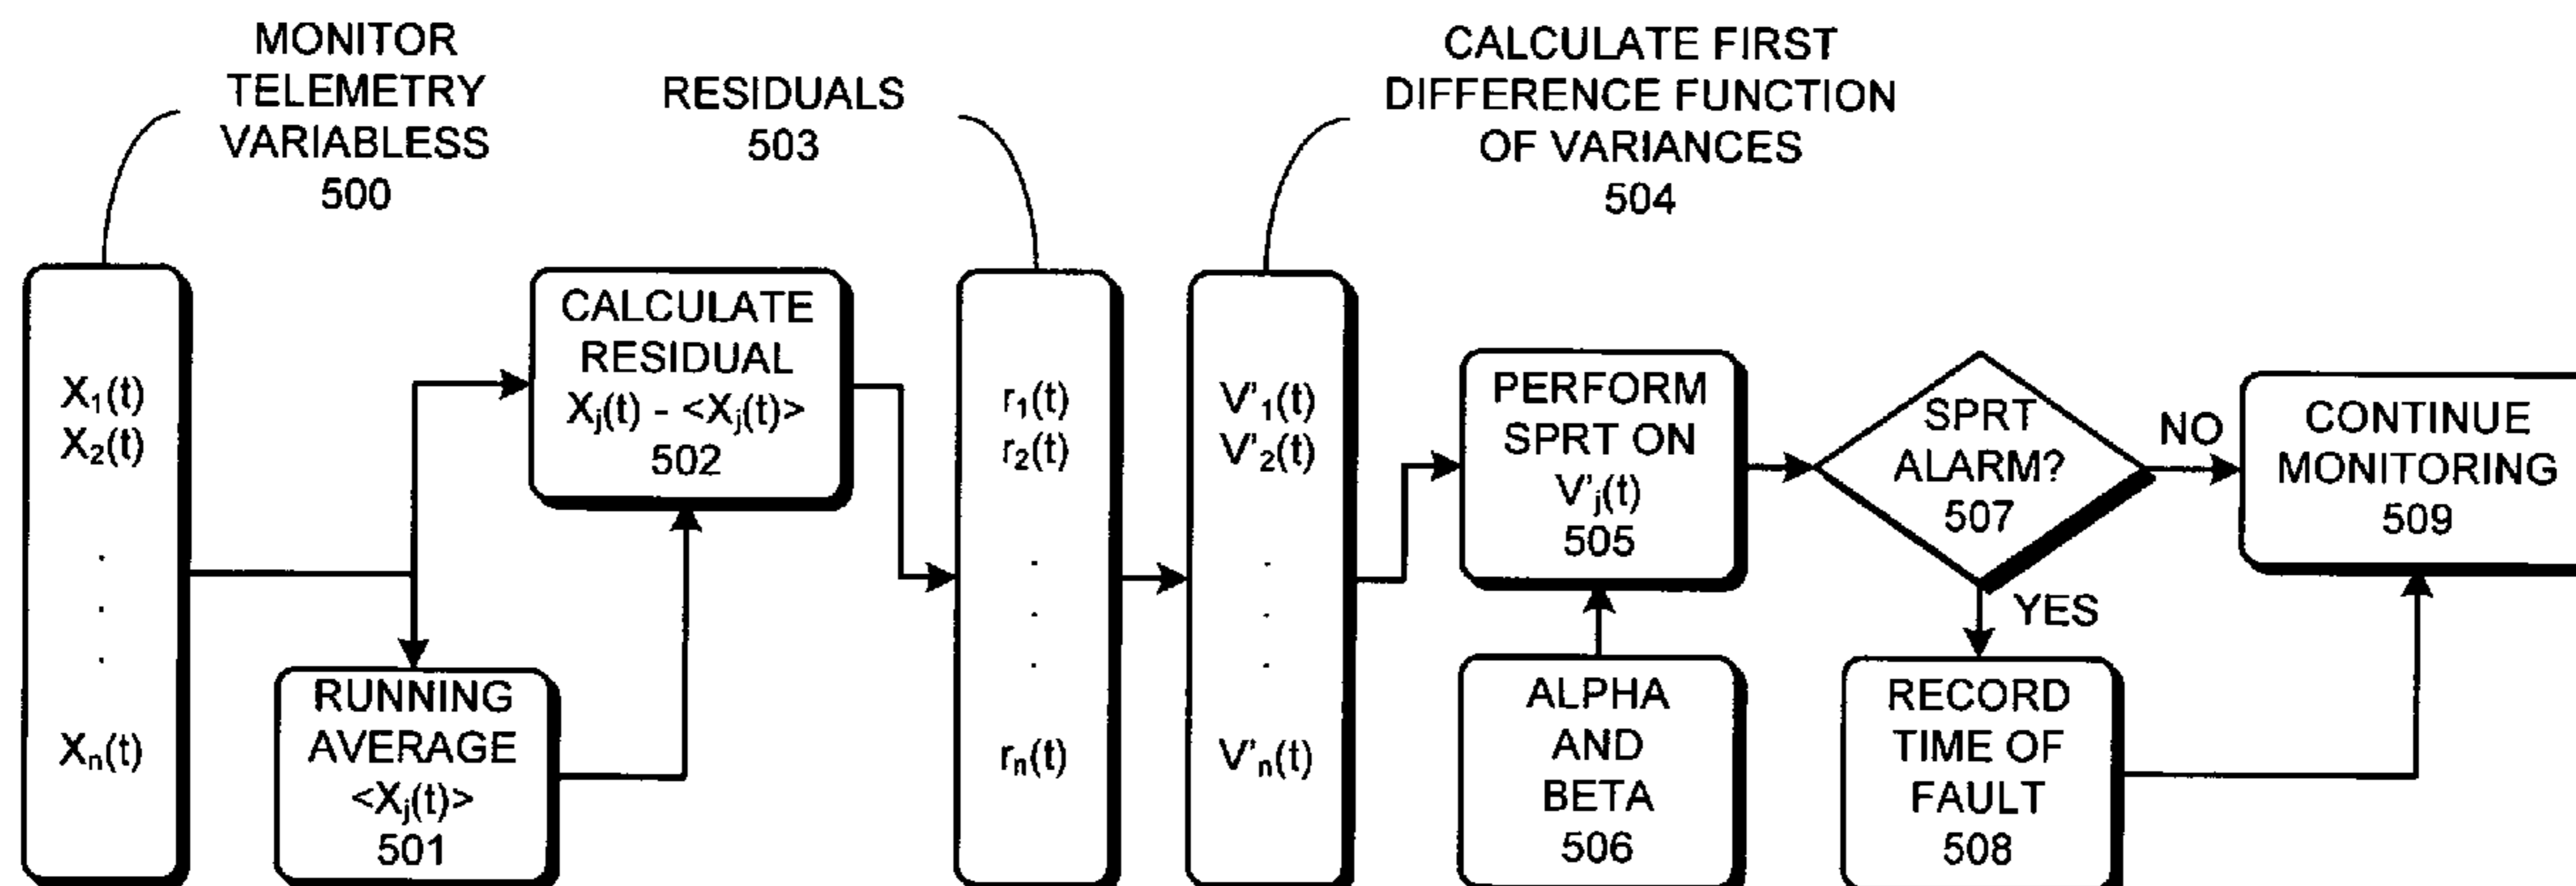 MONITOR
TELEMETRY
VARIABLESS
500
RESIDUALS
503
CALCULATE FIRST
DIFFERENCE FUNCTION
OF VARIANCES
504
X₁(t)
X₂(t)
.
.
.
Xₙ(t)
RUNNING
AVERAGE
<Xⱼ(t)>
501
CALCULATE
RESIDUAL
Xⱼ(t) - <Xⱼ(t)>
502
r₁(t)
r₂(t)
.
.
.
rₙ(t)
V'₁(t)
V'₂(t)
.
.
.
V'ₙ(t)
PERFORM
SPRT ON
V'ⱼ(t)
505
ALPHA
AND
BETA
506
SPRT
ALARM?
507
NO
YES
RECORD
TIME OF
FAULT
508
CONTINUE
MONITORING
509